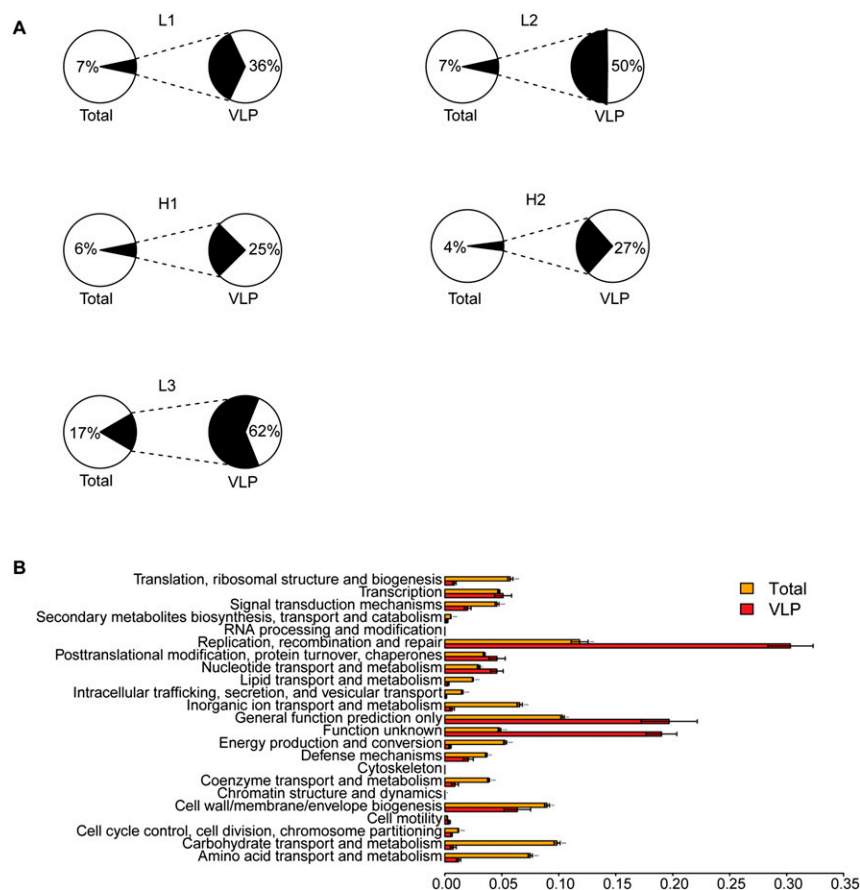 A
L1
7%
36%
Total
VLP
L2
7%
50%
Total
VLP
H1
6%
25%
Total
VLP
H2
4%
27%
Total
VLP
L3
17%
62%
Total
VLP
B
Translation, ribosomal structure and biogenesis
Transcription
Signal transduction mechanisms
Secondary metabolites biosynthesis, transport and catabolism
RNA processing and modification
Replication, recombination and repair
Posttranslational modification, protein turnover, chaperones
Nucleotide transport and metabolism
Lipid transport and metabolism
Intracellular trafficking, secretion, and vesicular transport
Inorganic ion transport and metabolism
General function prediction only
Function unknown
Energy production and conversion
Defense mechanisms
Cytoskeleton
Coenzyme transport and metabolism
Chromatin structure and dynamics
Cell wall/membrane/envelope biogenesis
Cell motility
Cell cycle control, cell division, chromosome partitioning
Carbohydrate transport and metabolism
Amino acid transport and metabolism
Total
VLP
0.00 0.05 0.10 0.15 0.20 0.25 0.30 0.35